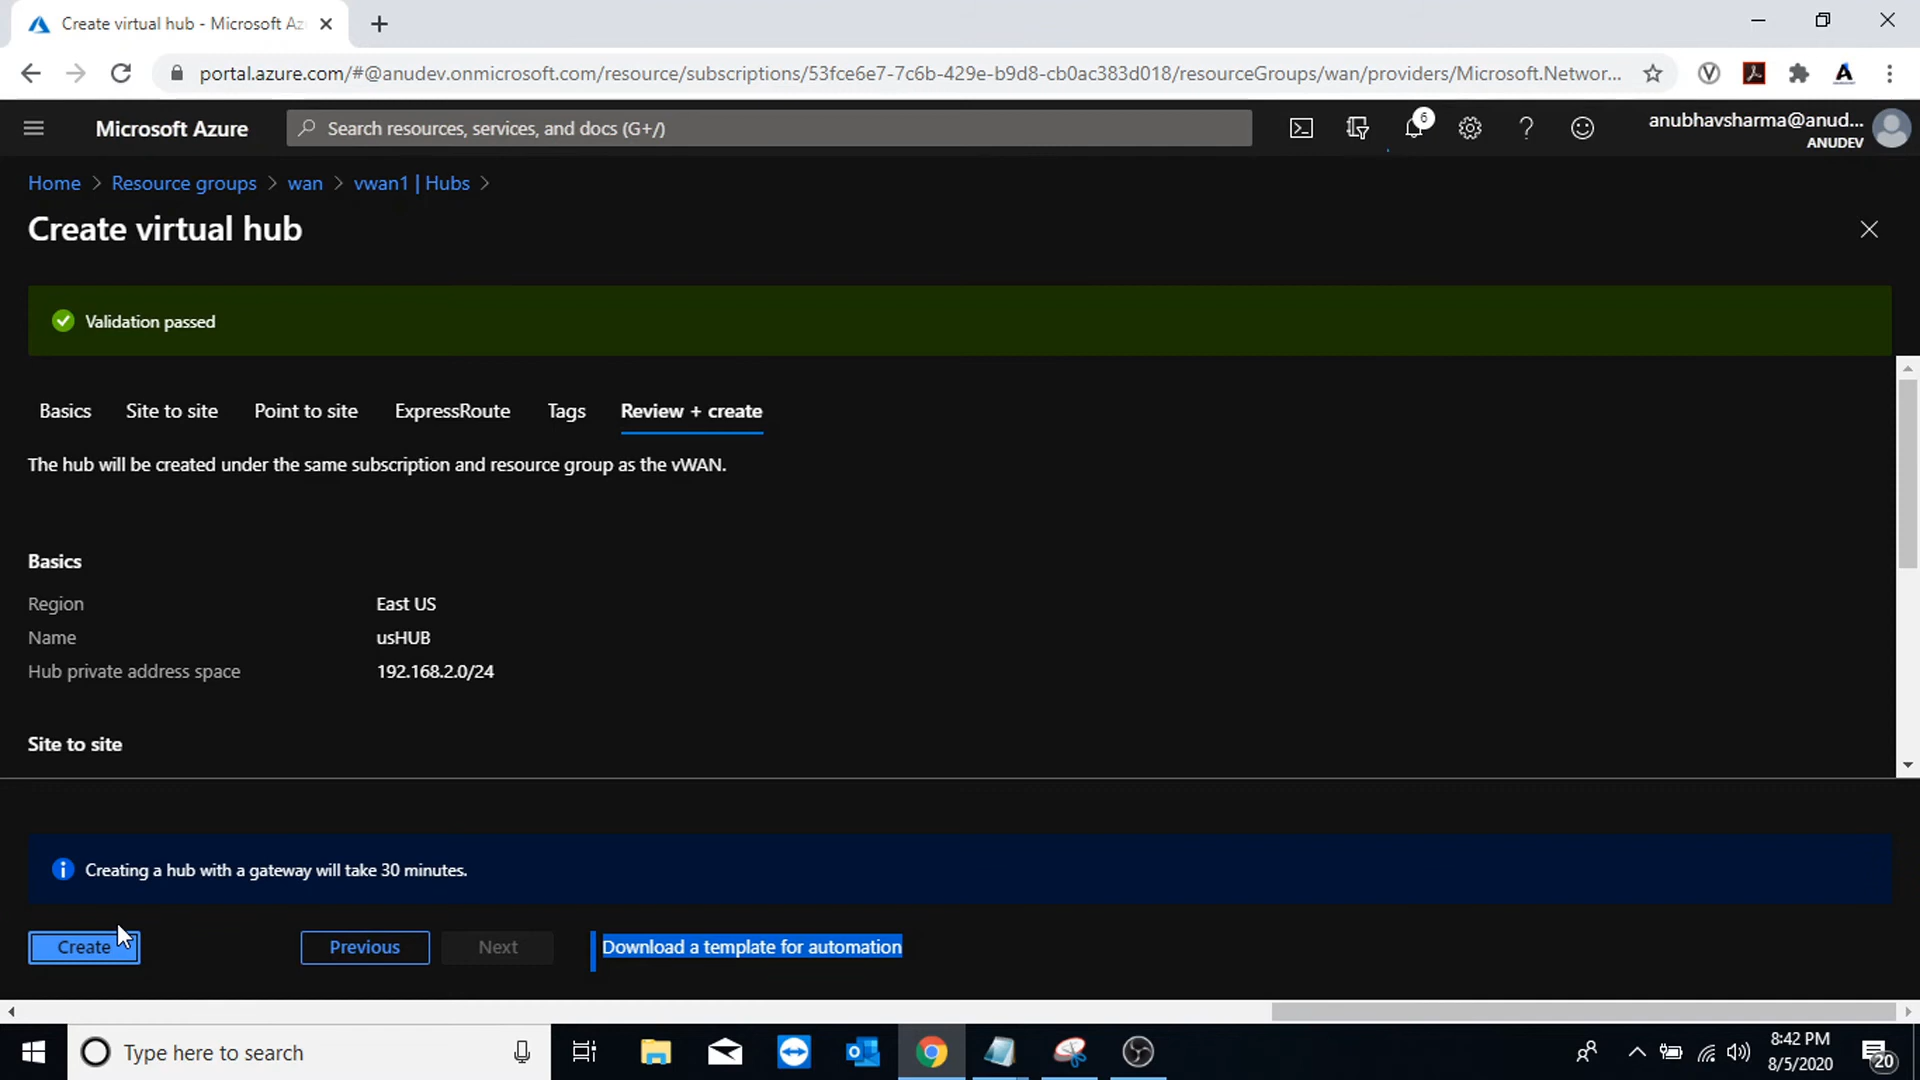 Create virtual hub - Microsoft Az
portal.azure.com/#@anudev.onmicrosoft.com/resource/subscriptions/53fce6e7-7c6b-429e-b9d8-cb0ac383d018/resourceGroups/wan/providers/Microsoft.Networ...
Microsoft Azure
Search resources, services, and docs (G+/)
6
anubhavsharma@anud...
ANUDEV
Home > Resource groups > wan > vwan1 | Hubs >
Create virtual hub
Validation passed
Basics Site to site Point to site ExpressRoute Tags Review + create
The hub will be created under the same subscription and resource group as the vWAN.
Basics
Region East US
Name usHUB
Hub private address space 192.168.2.0/24
Site to site
Creating a hub with a gateway will take 30 minutes.
Create Previous Next Download a template for automation
Type here to search
8:42 PM
8/5/2020
20